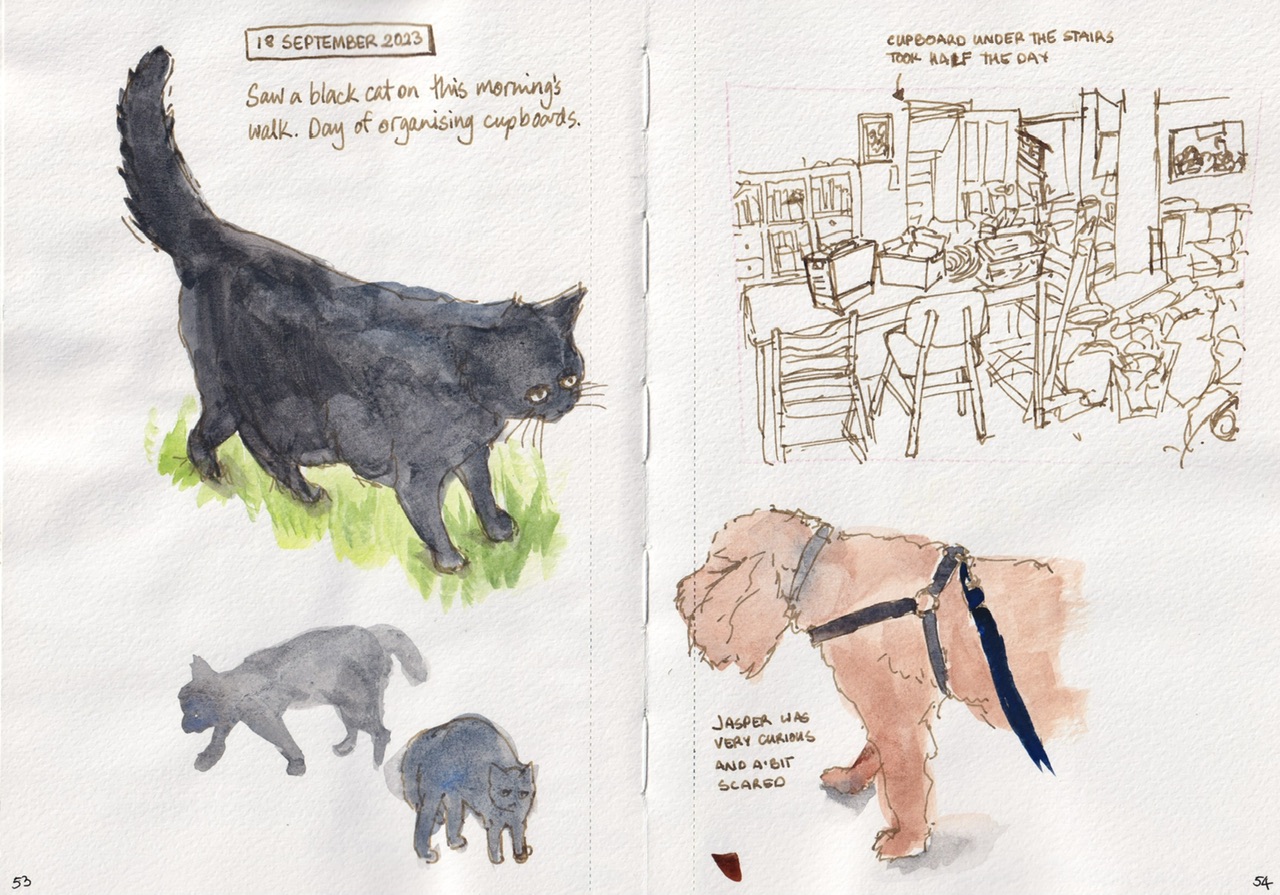 18 SEPTEMBER 2023
Saw a black cat on this morning's
walk. Day of organising cupboards.
53
CUPBOARD UNDER THE STAIRS
TOOK HALF THE DAY
JASPER WAS
VERY CURIOUS
AND A BIT
SCARED
54